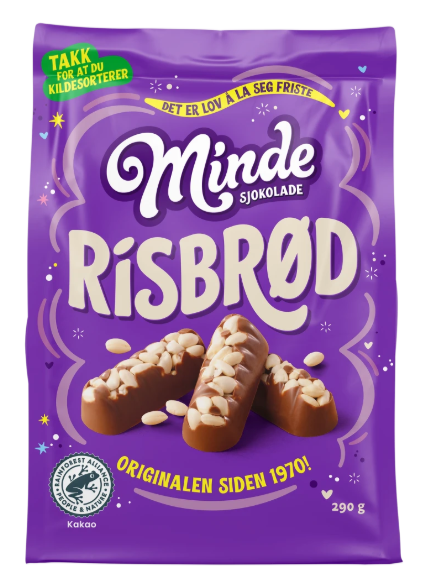 TAKK
FOR AT DU
KILDESORTERER
DET ER LOV Å LA SEG FRISTE
Minde
SJOKOLADE
RISBRØD
ORIGINALEN SIDEN 1970!
RAINFOREST ALLIANCE
PEOPLE & NATURE
Kakao
290 g